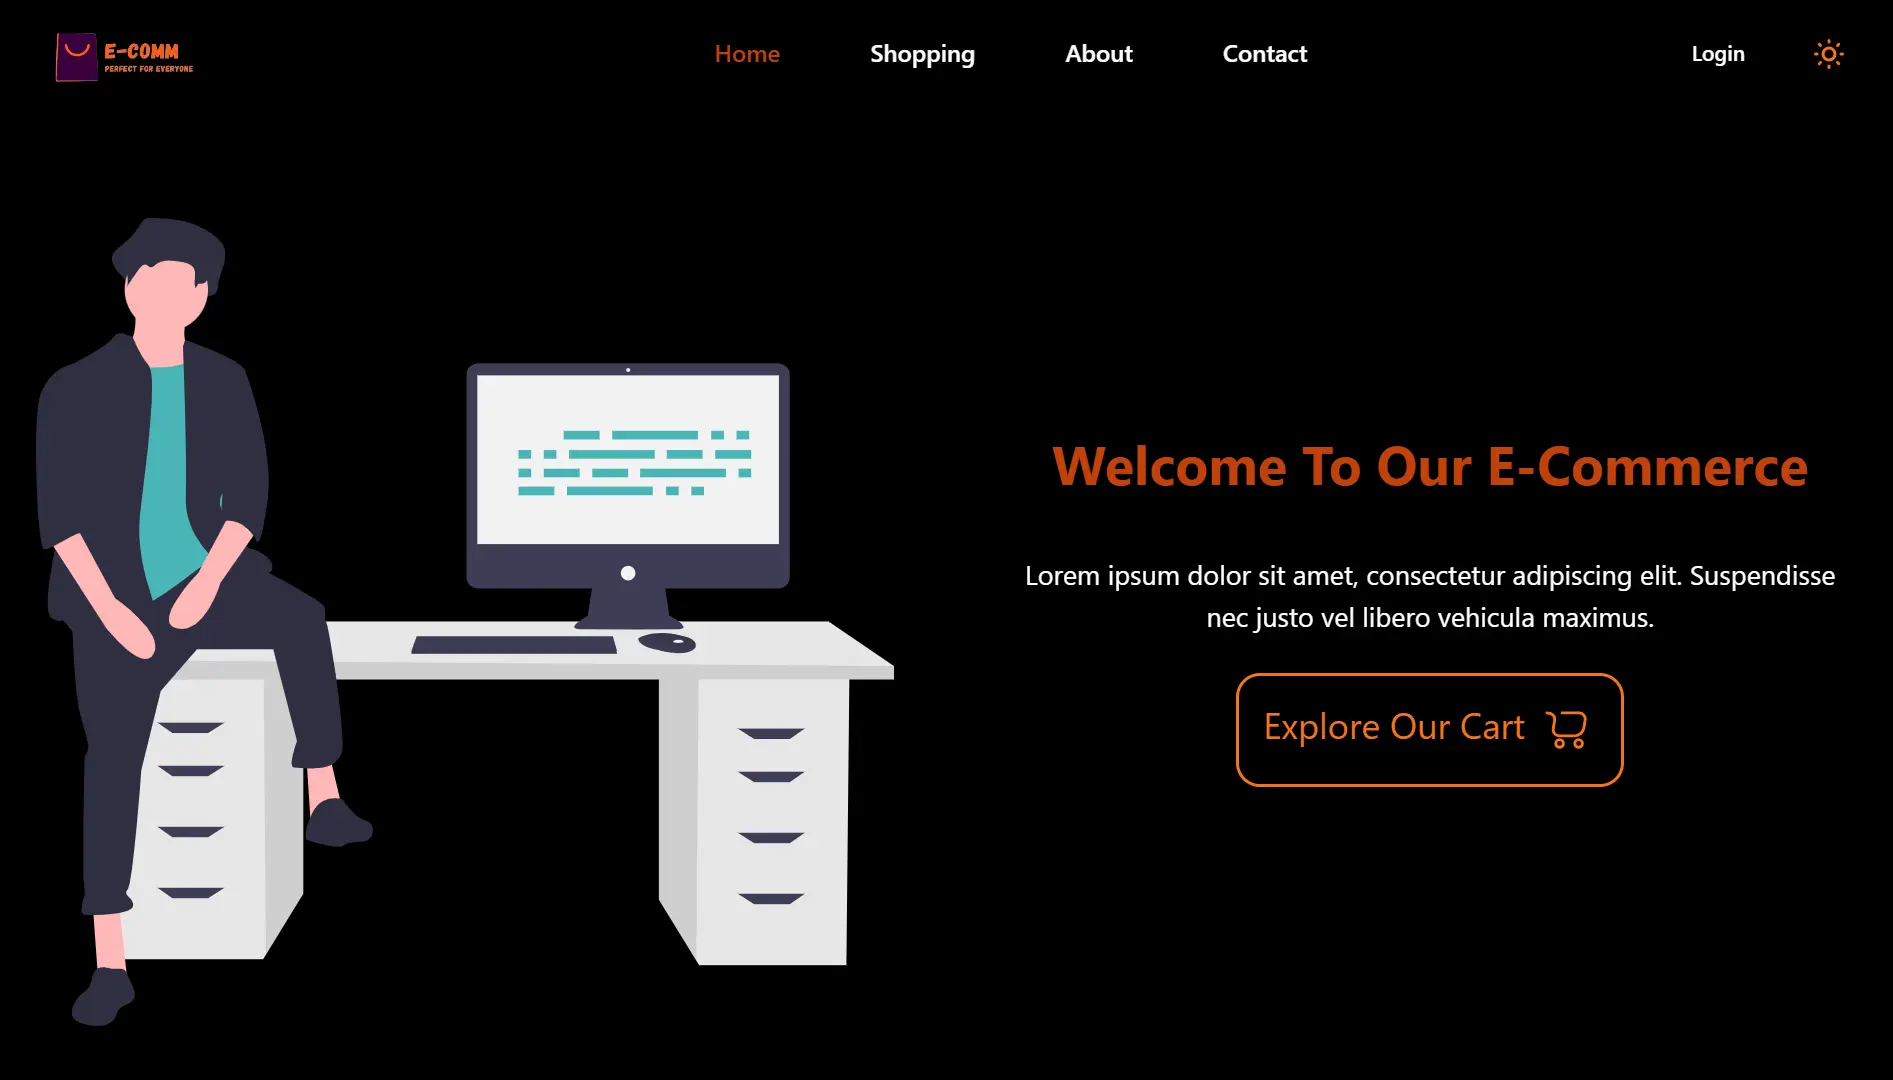 E-COMM
PERFECT FOR EVERYONE
Home
Shopping
About
Contact
Login
Welcome To Our E-Commerce
Lorem ipsum dolor sit amet, consectetur adipiscing elit. Suspendisse
nec justo vel libero vehicula maximus.
Explore Our Cart